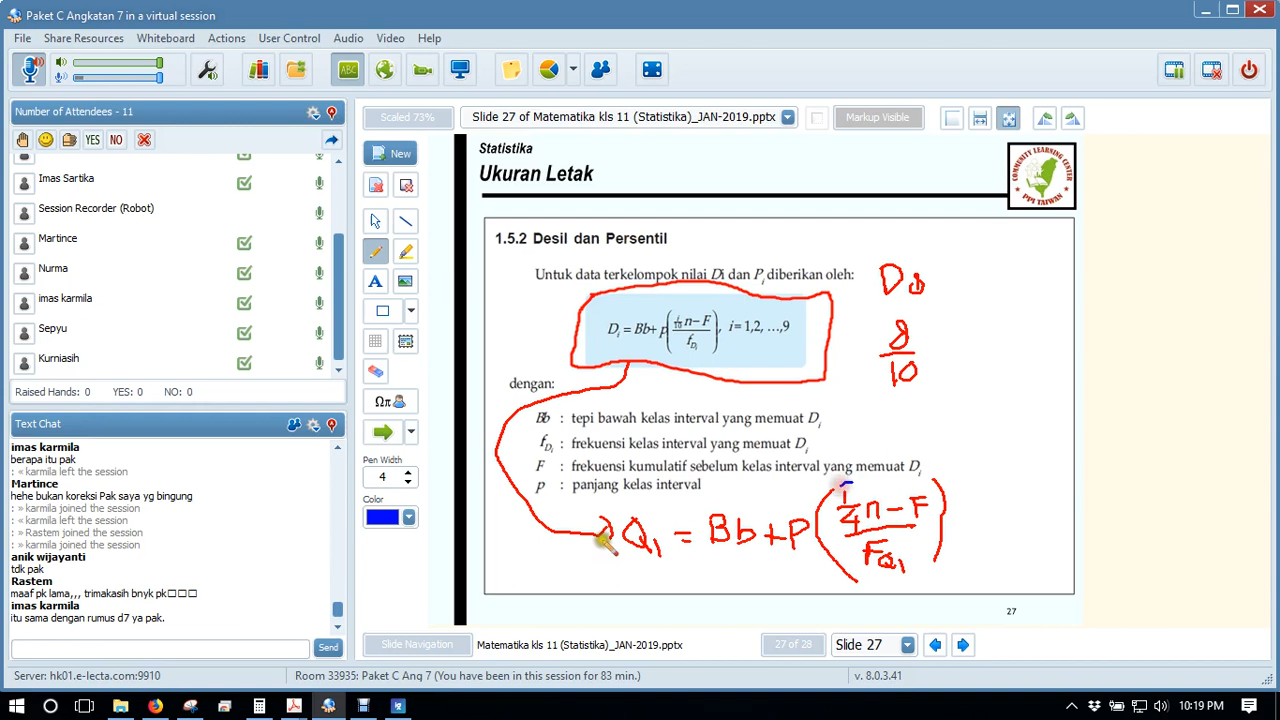 Paket C Angkatan 7 in a virtual session
File Share Resources Whiteboard Actions User Control Audio Video Help
ABC
Number of Attendees - 11
YES NO
Imas Sartika
Session Recorder (Robot)
Martince
Nurma
imas karmila
Sepyu
Kurniasih
Raised Hands: 0 YES: 0 NO: 0
Text Chat
imas karmila
berapa itu pak
: « karmila left the session
Martince
hehe bukan koreksi Pak saya yg bingung
: » karmila joined the session
: « karmila left the session
: » Rastem joined the session
: » karmila joined the session
anik wijayanti
tdk pak
Rastem
maaf pk lama,,, trimakasih bnyk pk□□□
imas karmila
itu sama dengan rumus d7 ya pak.
Send
Scaled 73%
Slide 27 of Matematika kls 11 (Statistika)_JAN-2019.pptx
Markup Visible
New
A
Ωπ
Pen Width
4
Color
Statistika
Ukuran Letak
COMMUNITY LEARNING CENTER
PPI TAIWAN
1.5.2 Desil dan Persentil
Untuk data terkelompok nilai Di dan Pi diberikan oleh:
Di = Bb+ p( (i/10 n – F) / fDi ), i = 1,2, …,9
dengan:
Bb : tepi bawah kelas interval yang memuat Di
fDi : frekuensi kelas interval yang memuat Di
F : frekuensi kumulatif sebelum kelas interval yang memuat Di
p : panjang kelas interval
8/10
Q1 = Bb + P ( (1/4 n – F) / FQ1 )
27
Slide Navigation
Matematika kls 11 (Statistika)_JAN-2019.pptx
27 of 28
Slide 27
Server: hk01.e-lecta.com:9910
Room 33935: Paket C Ang 7 (You have been in this session for 83 min.)
v. 8.0.3.41
10:19 PM